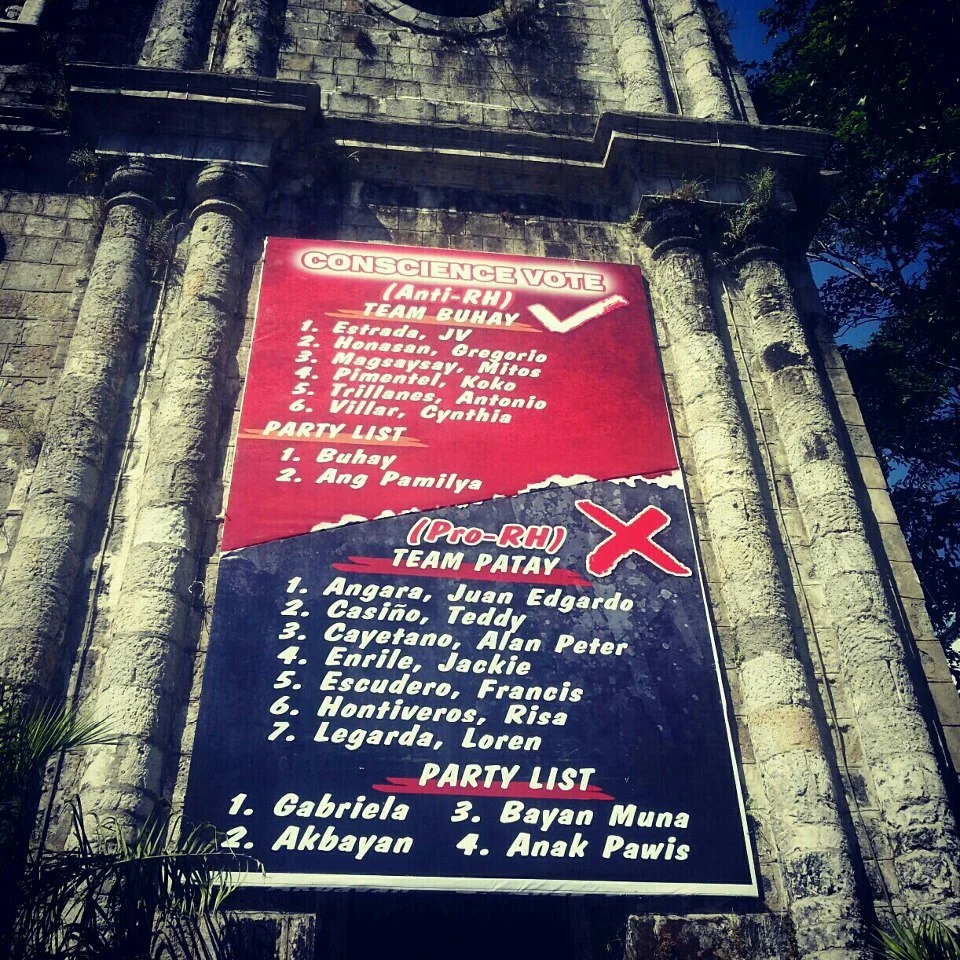 CONSCIENCE VOTE
(Anti-RH)
TEAM BUHAY
1. Estrada, JV
2. Honasan, Gregorio
3. Magsaysay, Mitos
4. Pimentel, Koko
5. Trillanes, Antonio
6. Villar, Cynthia
PARTY LIST
1. Buhay
2. Ang Pamilya
(Pro-RH)
TEAM PATAY
1. Angara, Juan Edgardo
2. Casiño, Teddy
3. Cayetano, Alan Peter
4. Enrile, Jackie
5. Escudero, Francis
6. Hontiveros, Risa
7. Legarda, Loren
PARTY LIST
1. Gabriela 3. Bayan Muna
2. Akbayan 4. Anak Pawis